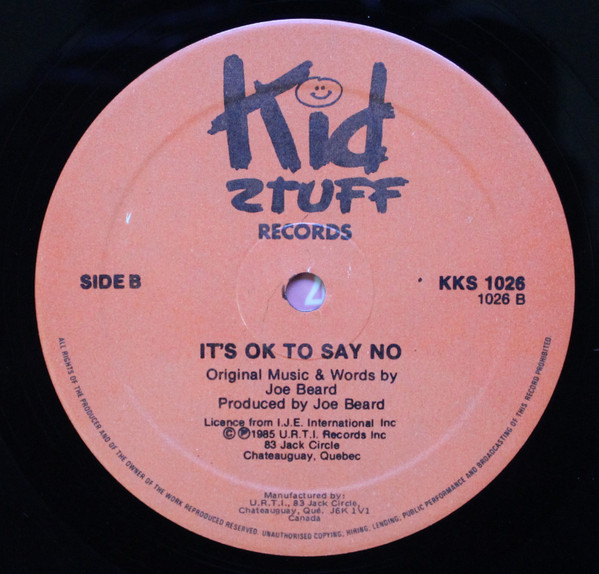 Kid
STUFF
RECORDS
SIDE B
KKS 1026
1026 B
IT'S OK TO SAY NO
Original Music & Words by
Joe Beard
Produced by Joe Beard
Licence from I.J.E. International Inc
© ℗1985 U.R.T.I. Records Inc
83 Jack Circle
Chateauguay, Quebec
Manufactured by:
U.R.T.I., 83 Jack Circle,
Chateauguay, Qué. J6K 1V1
Canada
ALL RIGHTS OF THE PRODUCER AND OF THE OWNER OF THE WORK REPRODUCED RESERVED. UNAUTHORISED COPYING, HIRING, LENDING, PUBLIC PERFORMANCE AND BROADCASTING OF THIS RECORD PROHIBITED.